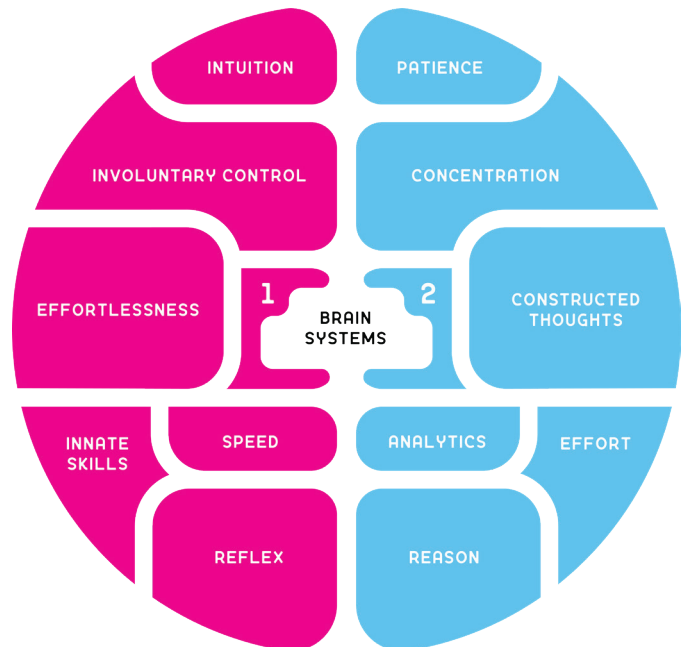 INTUITION
PATIENCE
INVOLUNTARY CONTROL
CONCENTRATION
1
2
EFFORTLESSNESS
BRAIN
SYSTEMS
CONSTRUCTED
THOUGHTS
INNATE
SKILLS
SPEED
ANALYTICS
EFFORT
REFLEX
REASON